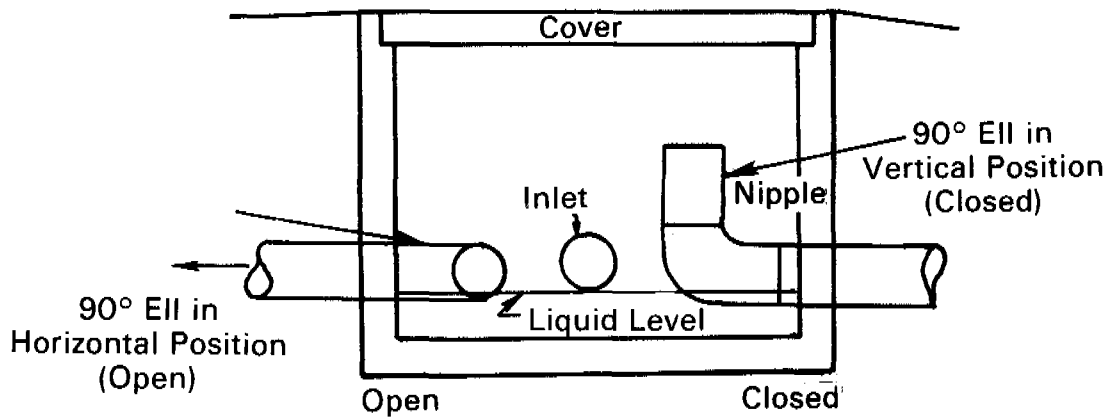 Cover
90° Ell in
Vertical Position
(Closed)
Nipple
Inlet
90° Ell in
Horizontal Position
(Open)
Liquid Level
Open
Closed